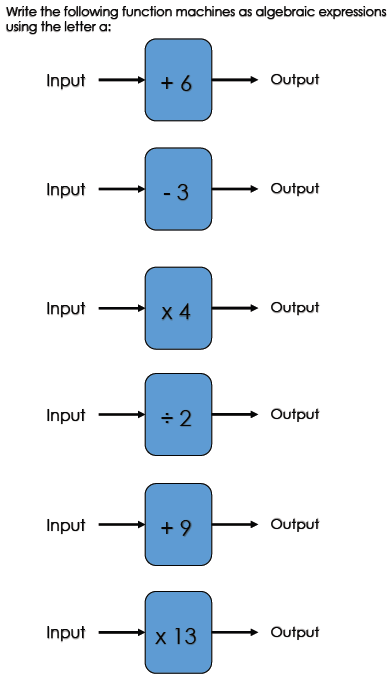 Write the following function machines as algebraic expressions
using the letter a:
Input + 6 Output
Input - 3 Output
Input x 4 Output
Input ÷ 2 Output
Input + 9 Output
Input x 13 Output